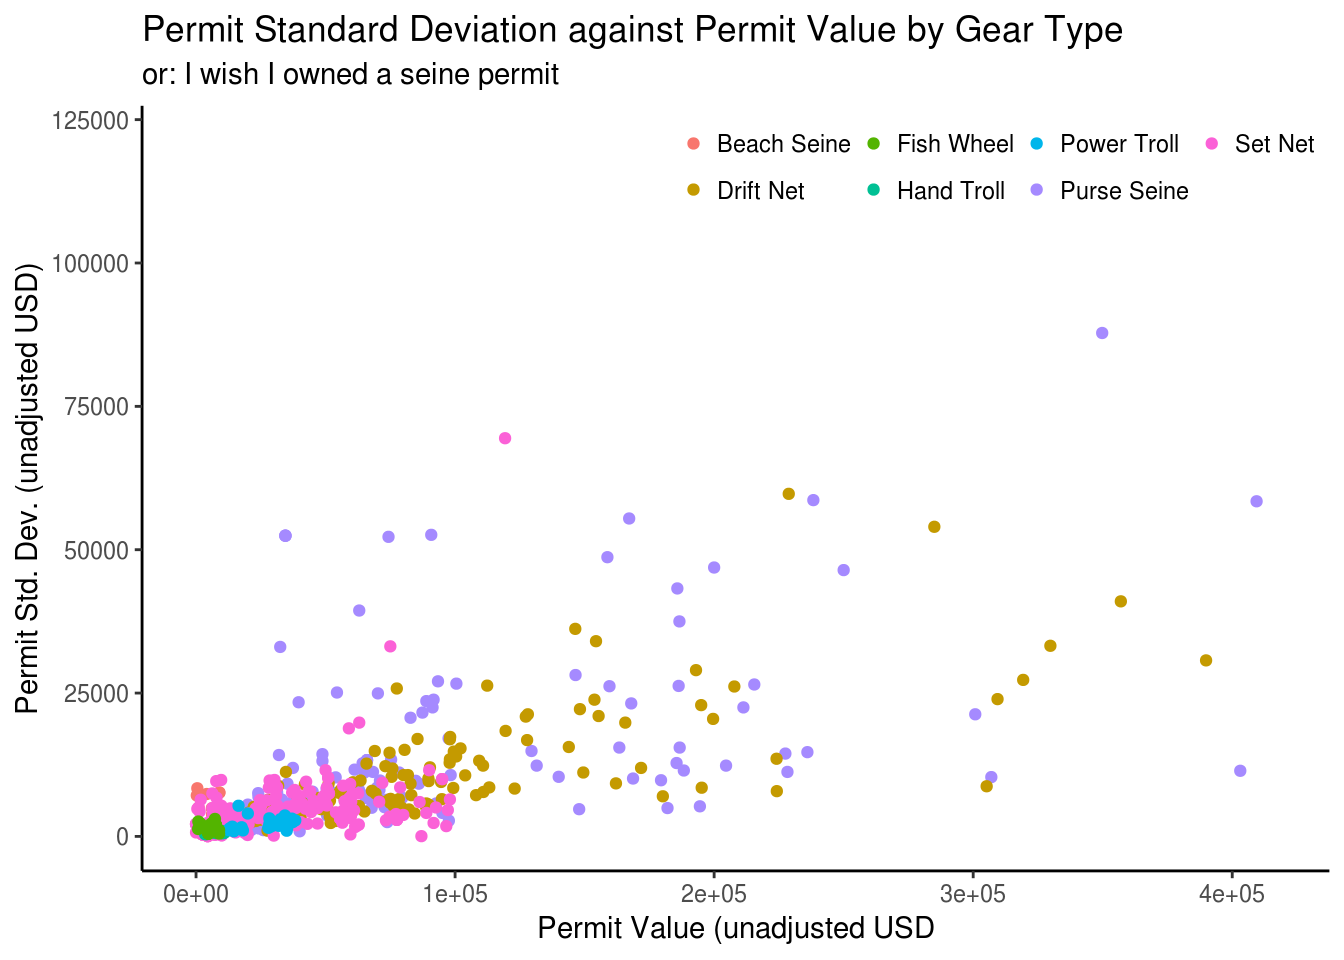 Permit Standard Deviation against Permit Value by Gear Type
or: I wish I owned a seine permit
125000
Beach Seine Fish Wheel Power Troll Set Net
Drift Net Hand Troll Purse Seine
100000
75000
50000
25000
0
Permit Std. Dev. (unadjusted USD)
0e+00 1e+05 2e+05 3e+05 4e+05
Permit Value (unadjusted USD